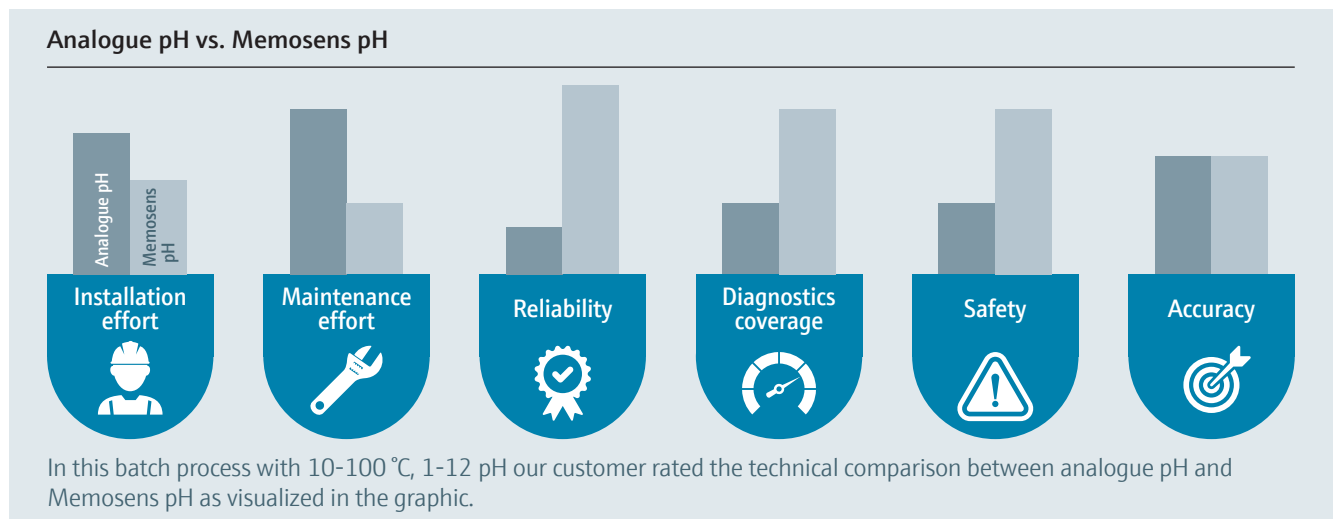 Analogue pH vs. Memosens pH
Analogue pH
Memosens
pH
Installation
effort
Maintenance
effort
Reliability
Diagnostics
coverage
Safety
Accuracy
In this batch process with 10-100 °C, 1-12 pH our customer rated the technical comparison between analogue pH and
Memosens pH as visualized in the graphic.